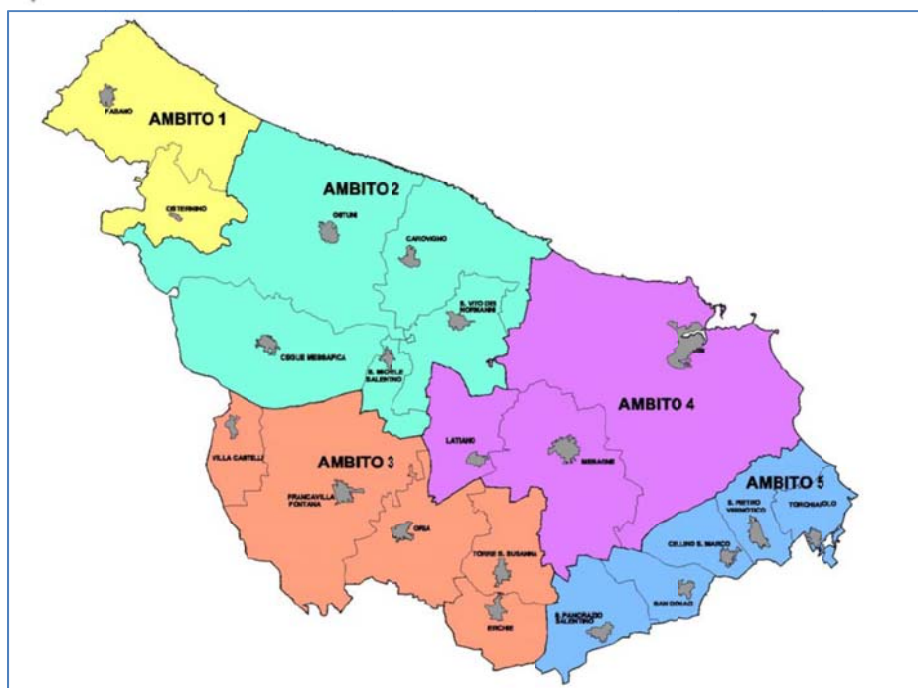 FASANO
AMBITO 1
CISTERNINO
AMBITO 2
OSTUNI
CAROVIGNO
S. VITO DEI
NORMANNI
CEGLIE MESSAPICA
S. MICHELE
SALENTINO
AMBITO 4
LATIANO
MESAGNE
VILLA CASTELLI
AMBITO 3
FRANCAVILLA
FONTANA
ORIA
TORRE S. SUSANNA
ERCHIE
AMBITO 5
S. PIETRO
VERNOTICO
TORCHIAROLO
CELLINO S. MARCO
SAN DONACI
S. PANCRAZIO
SALENTINO